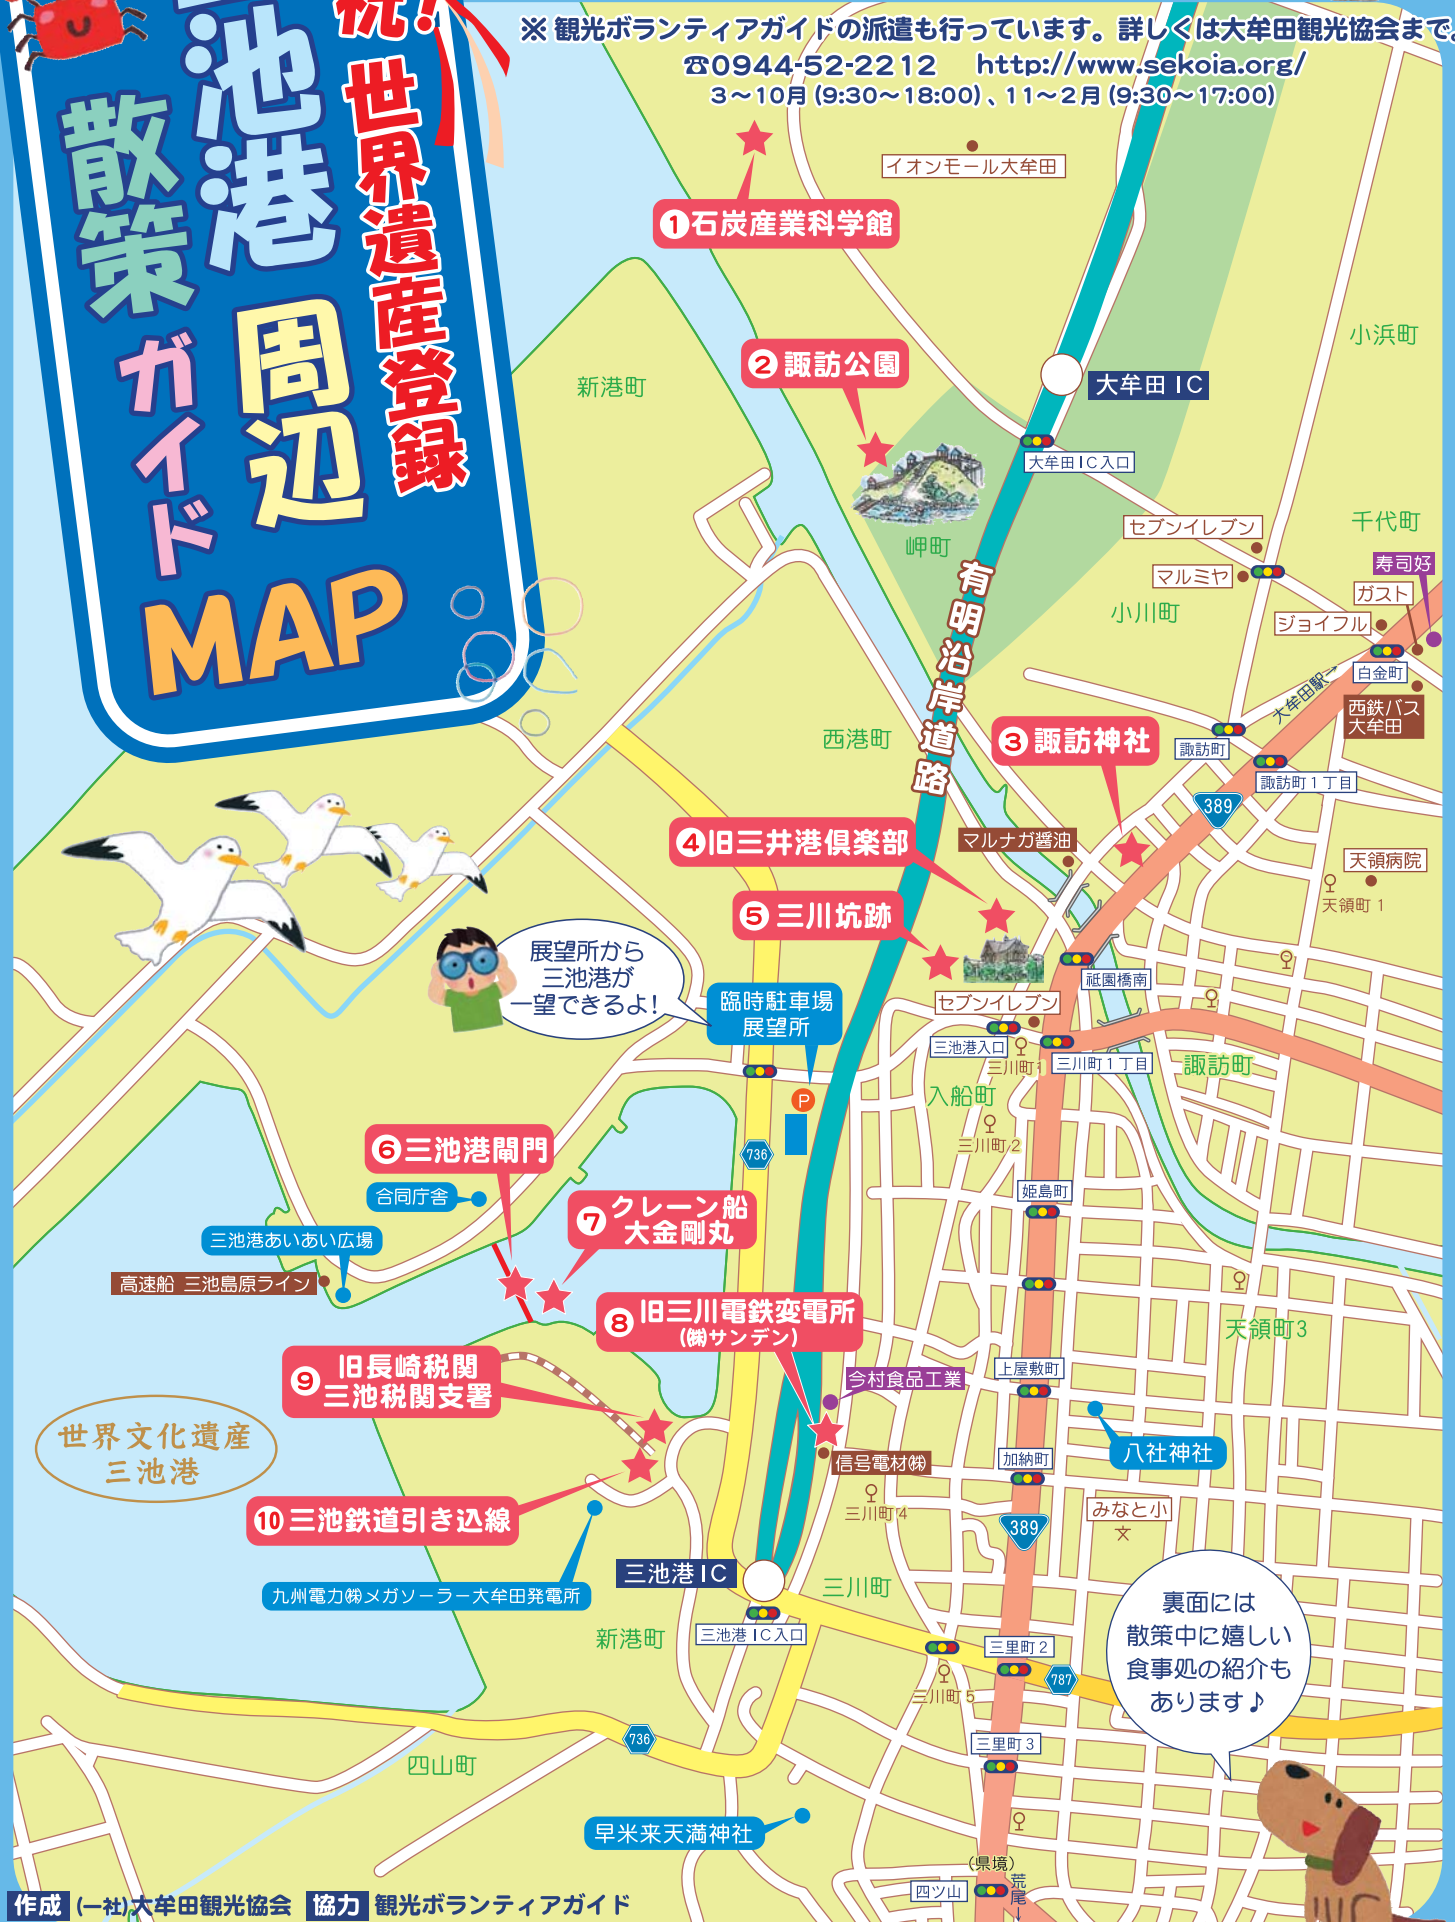 祝!
世界遺産登録
池港
周辺
散策
ガイド
MAP
※観光ボランティアガイドの派遣も行っています。詳しくは大牟田観光協会まで。
☎0944-52-2212 http://www.sekoia.org/
3～10月(9:30～18:00)、11～2月(9:30～17:00)
イオンモール大牟田
①石炭産業科学館
小浜町
②諏訪公園
新港町
大牟田IC
大牟田IC入口
セブンイレブン
千代町
岬町
寿司好
マルミヤ
ガスト
有明沿岸道路
小川町
ジョイフル
白金町
大牟田駅→
西鉄バス
大牟田
西港町
③諏訪神社
諏訪町
諏訪町1丁目
389
④旧三井港倶楽部
マルナガ醤油
天領病院
天領町1
⑤三川坑跡
展望所から
三池港が
一望できるよ!
祗園橋南
臨時駐車場
展望所
セブンイレブン
三池港入口
三川町1
三川町1丁目
諏訪町
入船町
P
三川町2
736
⑥三池港閘門
合同庁舎
姫島町
⑦クレーン船
大金剛丸
三池港あいあい広場
高速船 三池島原ライン
⑧旧三川電鉄変電所
(㈱サンデン)
天領町3
⑨旧長崎税関
三池税関支署
今村食品工業
上屋敷町
世界文化遺産
三池港
八社神社
信号電材㈱
加納町
⑩三池鉄道引き込線
三川町4
みなと小
文
389
三池港IC
九州電力㈱メガソーラー大牟田発電所
三川町
裏面には
散策中に嬉しい
食事処の紹介も
あります♪
新港町
三池港IC入口
三里町2
787
三川町5
736
三里町3
四山町
早米来天満神社
(県境)
四ツ山
荒尾↓
作成 (一社)大牟田観光協会 協力 観光ボランティアガイド